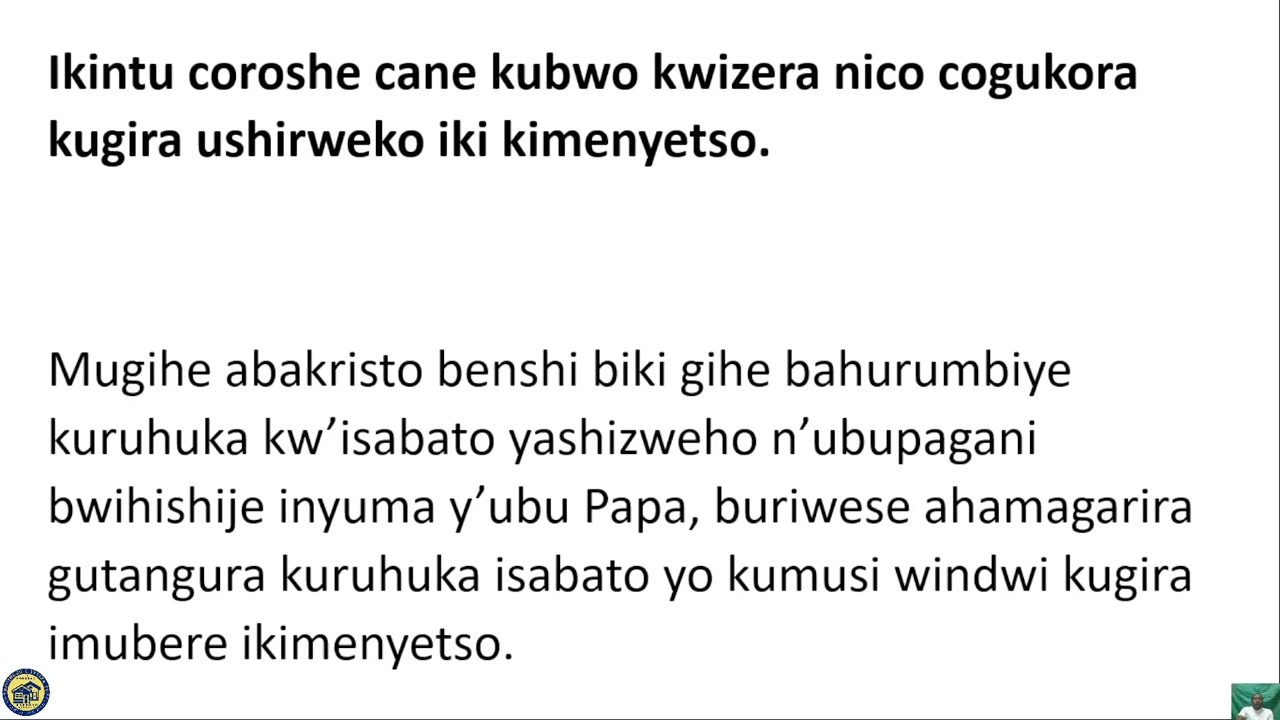 Ikintu coroshe cane kubwo kwizera nico cogukora
kugira ushirweko iki kimenyetso.
Mugihe abakristo benshi biki gihe bahurumbiye
kuruhuka kw’isabato yashizweho n’ubupagani
bwihishije inyuma y’ubu Papa, buriwese ahamagarira
gutangura kuruhuka isabato yo kumusi windwi kugira
imubere ikimenyetso.